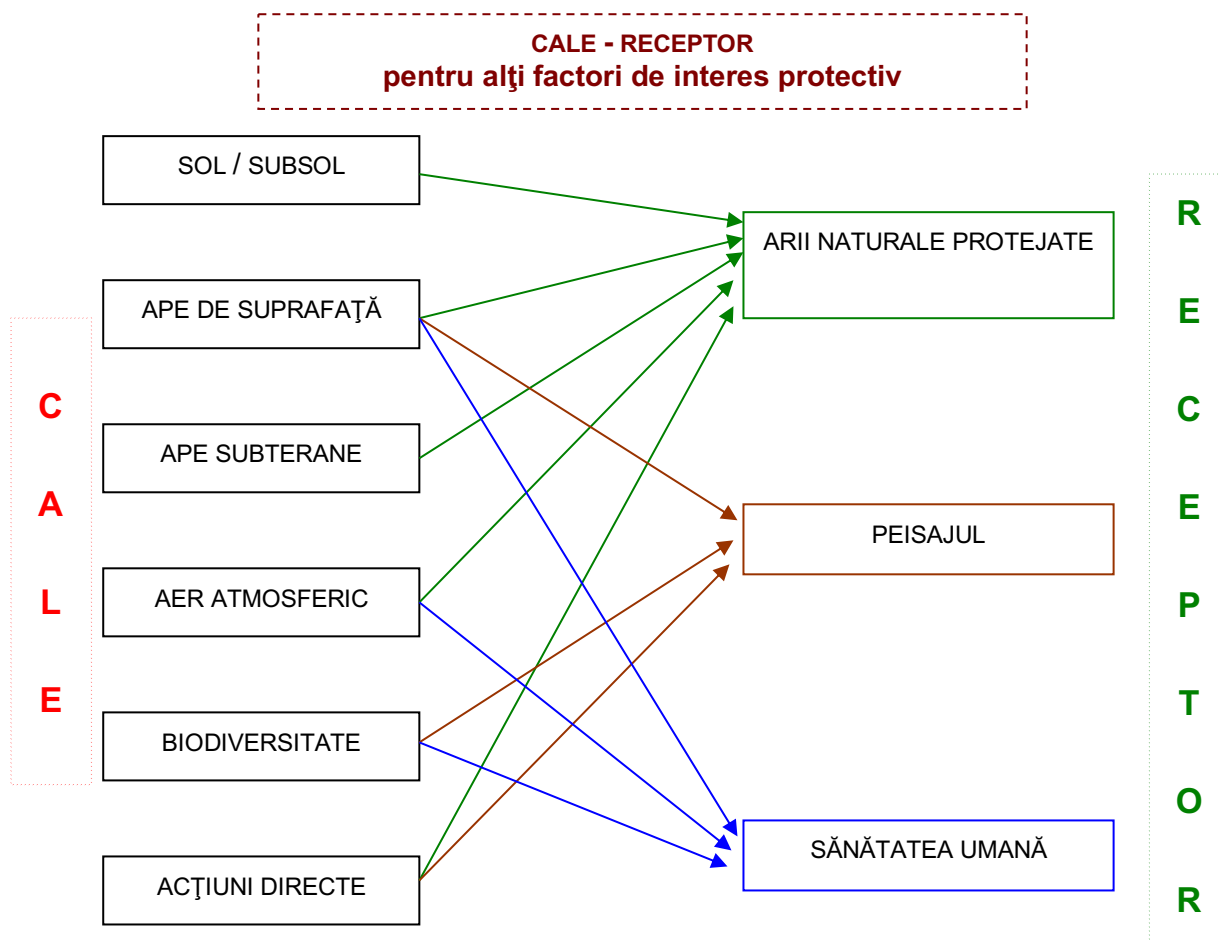 CALE - RECEPTOR
pentru alţi factori de interes protectiv
SOL / SUBSOL
APE DE SUPRAFAŢĂ
APE SUBTERANE
AER ATMOSFERIC
BIODIVERSITATE
ACŢIUNI DIRECTE
ARII NATURALE PROTEJATE
PEISAJUL
SĂNĂTATEA UMANĂ
C
A
L
E
R
E
C
E
P
T
O
R